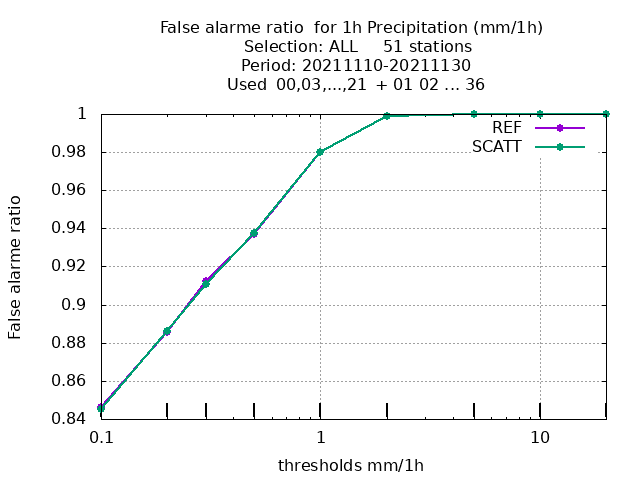 False alarme ratio  for 1h Precipitation (mm/1h)
Selection: ALL     51 stations
Period: 20211110-20211130
Used  00,03,...,21  + 01 02 ... 36
1
REF
SCATT
0.98
0.96
0.94
0.92
0.9
0.88
0.86
0.84
False alarme ratio
0.1
1
10
thresholds mm/1h